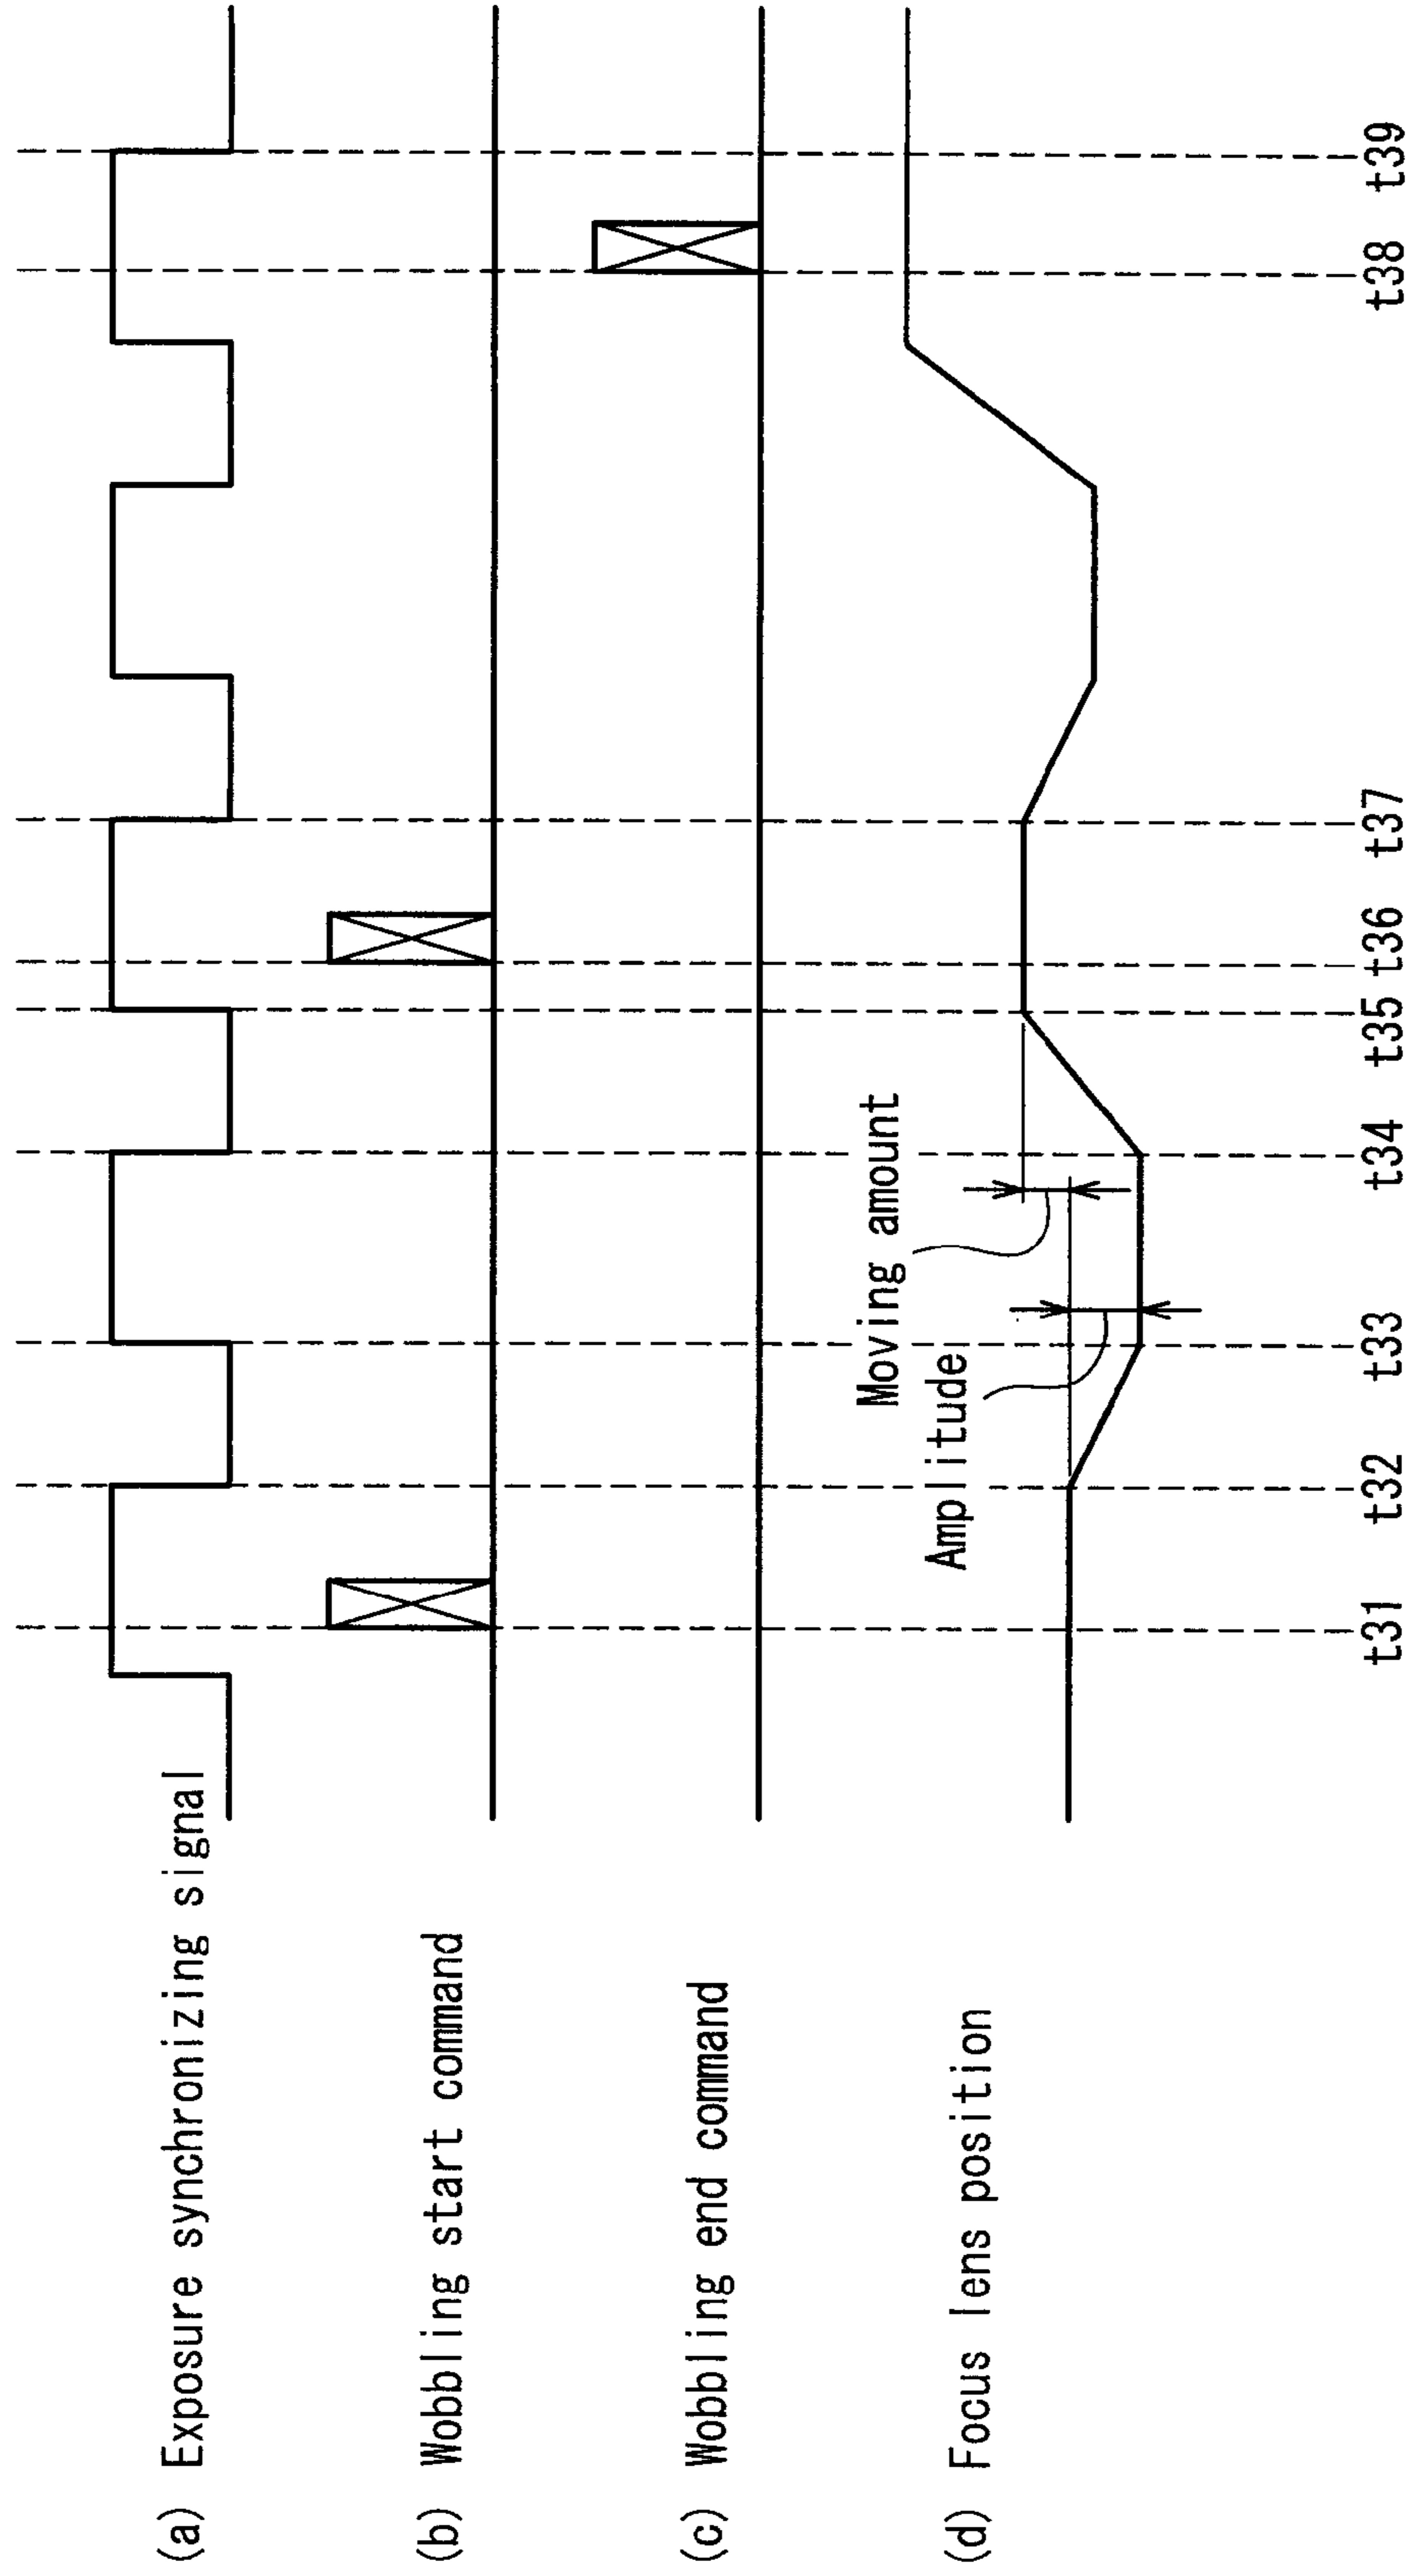 (a) Exposure synchronizing signal
(b) Wobbling start command
(c) Wobbling end command
(d) Focus lens position
Moving amount
Amplitude
t31 t32 t33 t34 t35 t36 t37 t38 t39